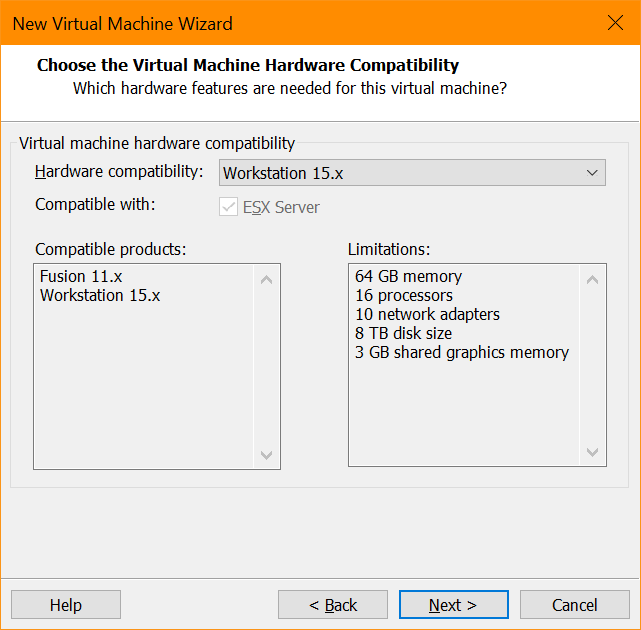 New Virtual Machine Wizard
Choose the Virtual Machine Hardware Compatibility
Which hardware features are needed for this virtual machine?
Virtual machine hardware compatibility
Hardware compatibility: Workstation 15.x
Compatible with: ESX Server
Compatible products:
Fusion 11.x
Workstation 15.x
Limitations:
64 GB memory
16 processors
10 network adapters
8 TB disk size
3 GB shared graphics memory
Help < Back Next > Cancel